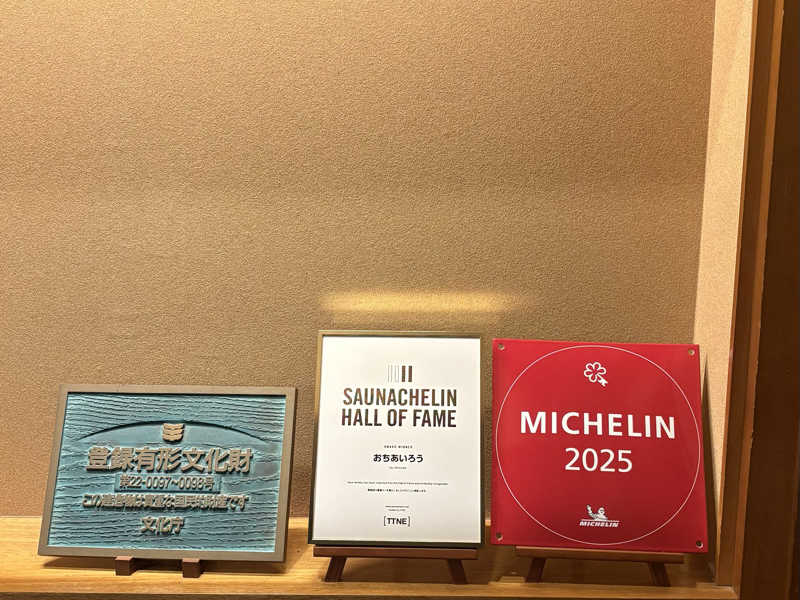 登録有形文化財
第22-0097~0098号
この建造物は貴重な国民的財産です
文化庁
SAUNACHELIN
HALL OF FAME
AWARD WINNER
おちあいろう
[TTNE]
MICHELIN
2025
MICHELIN